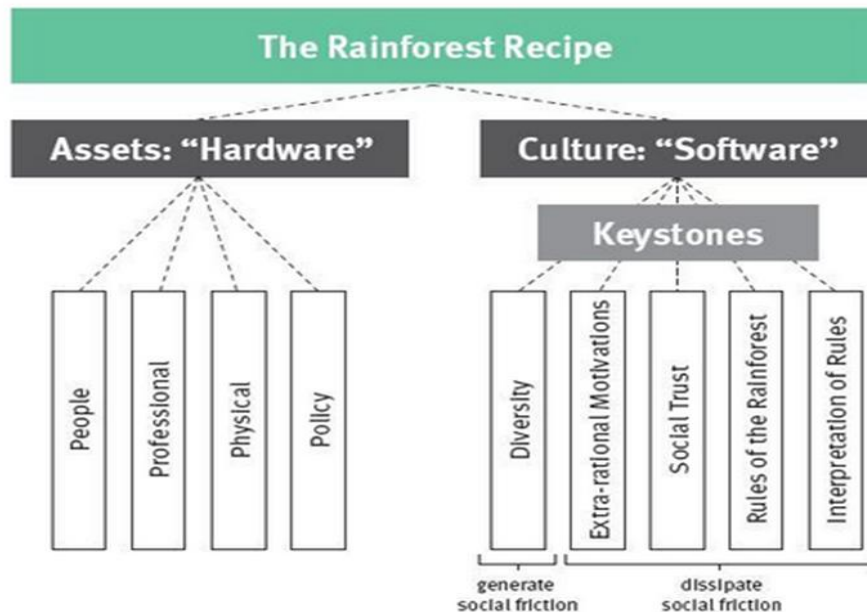 The Rainforest Recipe
Assets: “Hardware”
Culture: “Software”
Keystones
People
Professional
Physical
Policy
Diversity
Extra-rational Motivations
Social Trust
Rules of the Rainforest
Interpretation of Rules
generate
social friction
dissipate
social friction